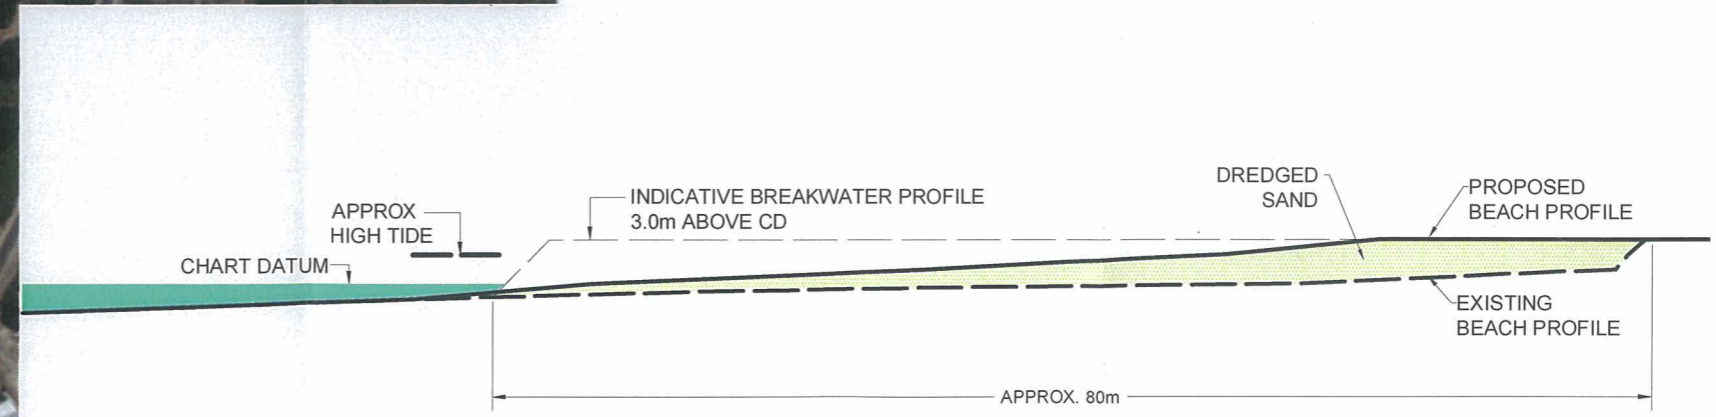 DREDGED
SAND
PROPOSED
BEACH PROFILE
INDICATIVE BREAKWATER PROFILE
3.0m ABOVE CD
APPROX
HIGH TIDE
CHART DATUM
EXISTING
BEACH PROFILE
APPROX. 80m